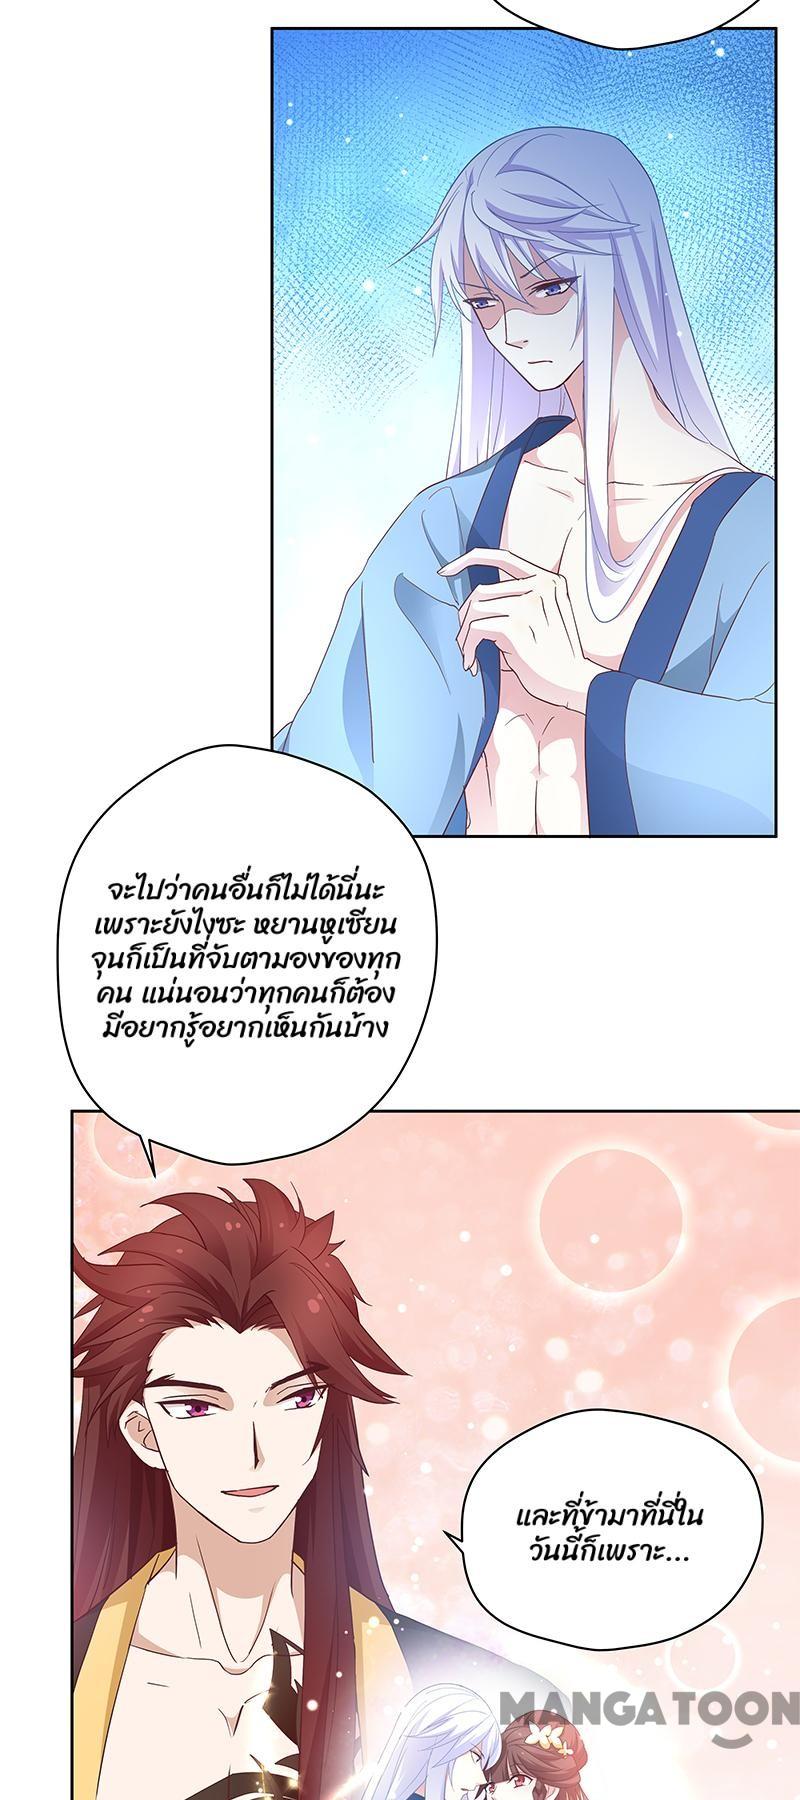 จะไปว่าคนอื่นก็ไม่ได้นี่นะ
เพราะยังไงซะ หยานหูเซียน
จุนก็เป็นที่จับตามองของทุก
คน แน่นอนว่าทุกคนก็ต้อง
มีอยากรู้อยากเห็นกันบ้าง
และที่ข้ามาที่นี่ใน
วันนี้ก็เพราะ...
MANGATOON